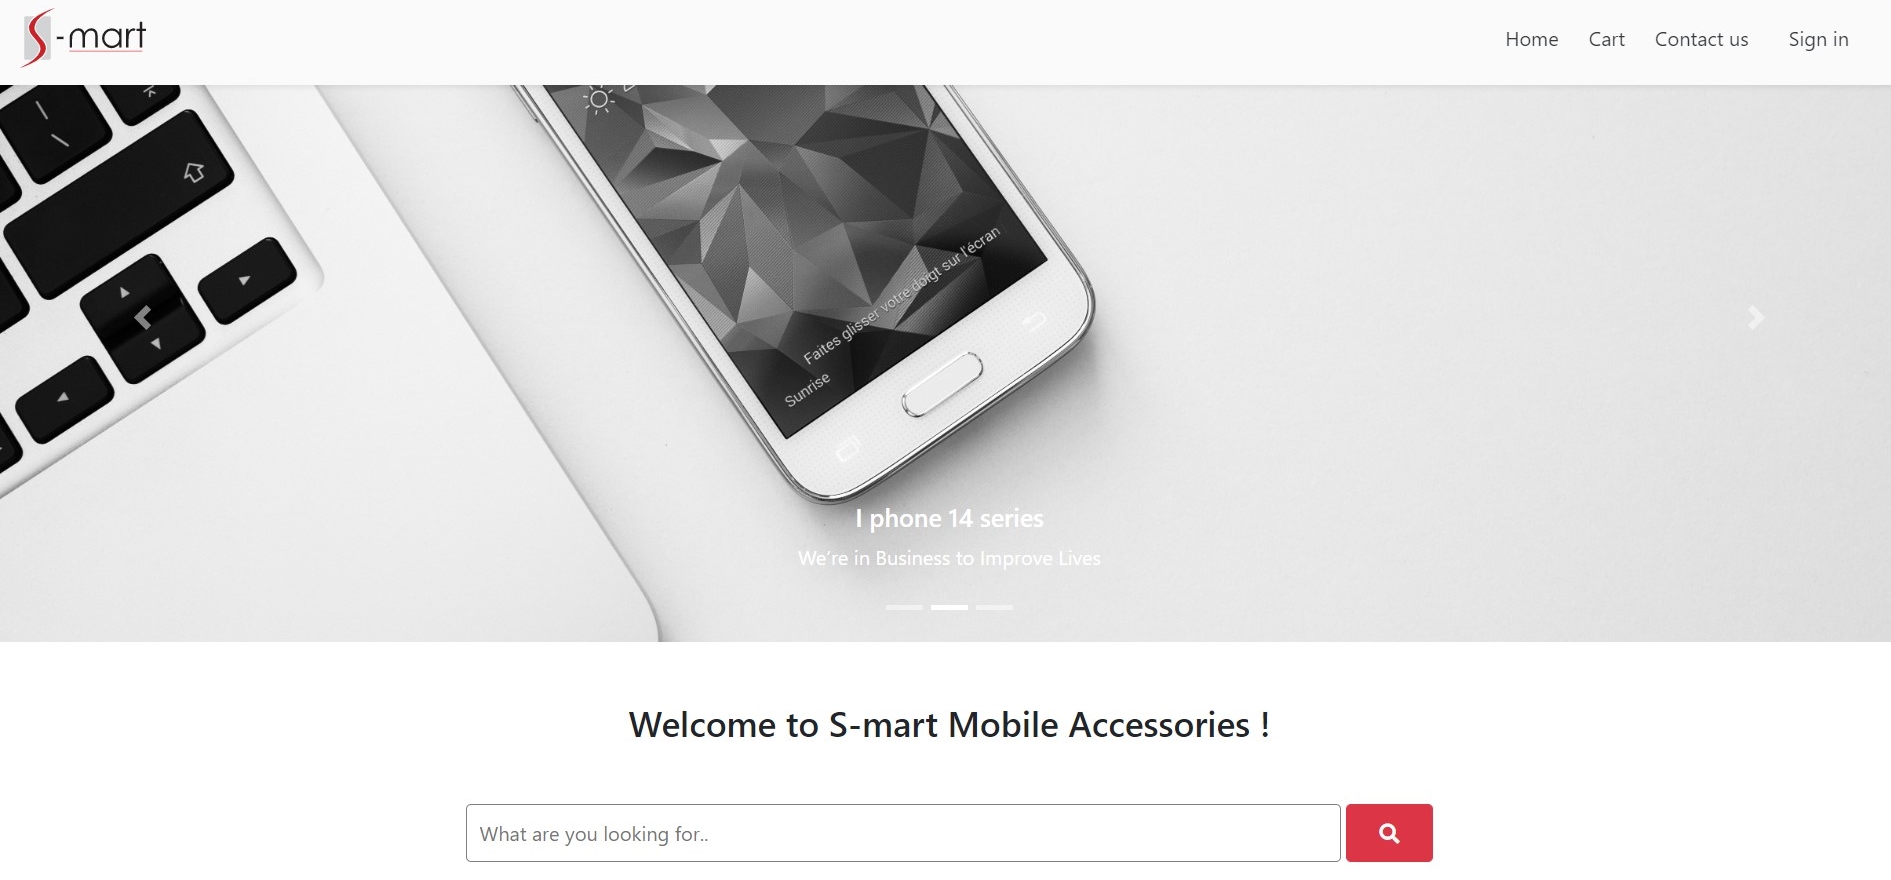 S-mart
Home
Cart
Contact us
Sign in
Faites glisser votre doigt sur l'écran
Sunrise
I phone 14 series
We're in Business to Improve Lives
Welcome to S-mart Mobile Accessories !
What are you looking for..